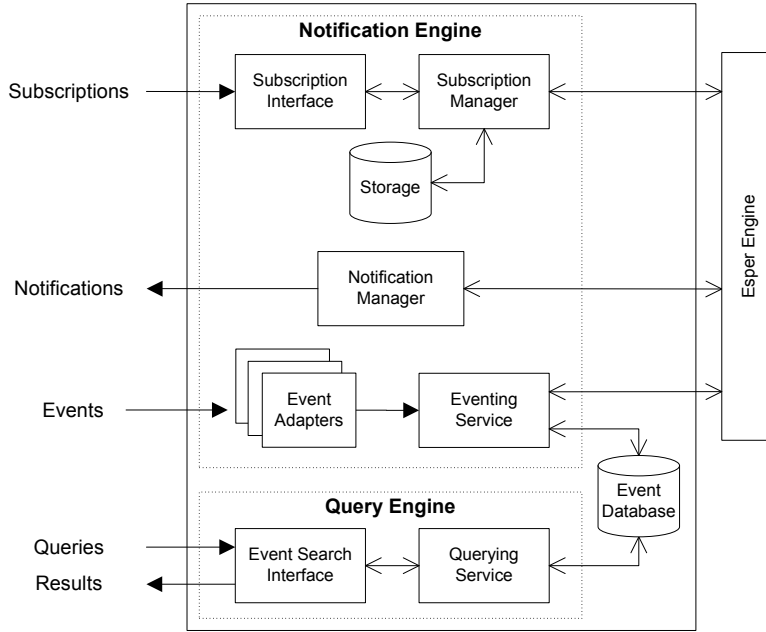 Notification Engine
Subscriptions
Subscription
Interface
Subscription
Manager
Storage
Esper Engine
Notifications
Notification
Manager
Events
Event
Adapters
Eventing
Service
Event
Database
Query Engine
Queries
Results
Event Search
Interface
Querying
Service